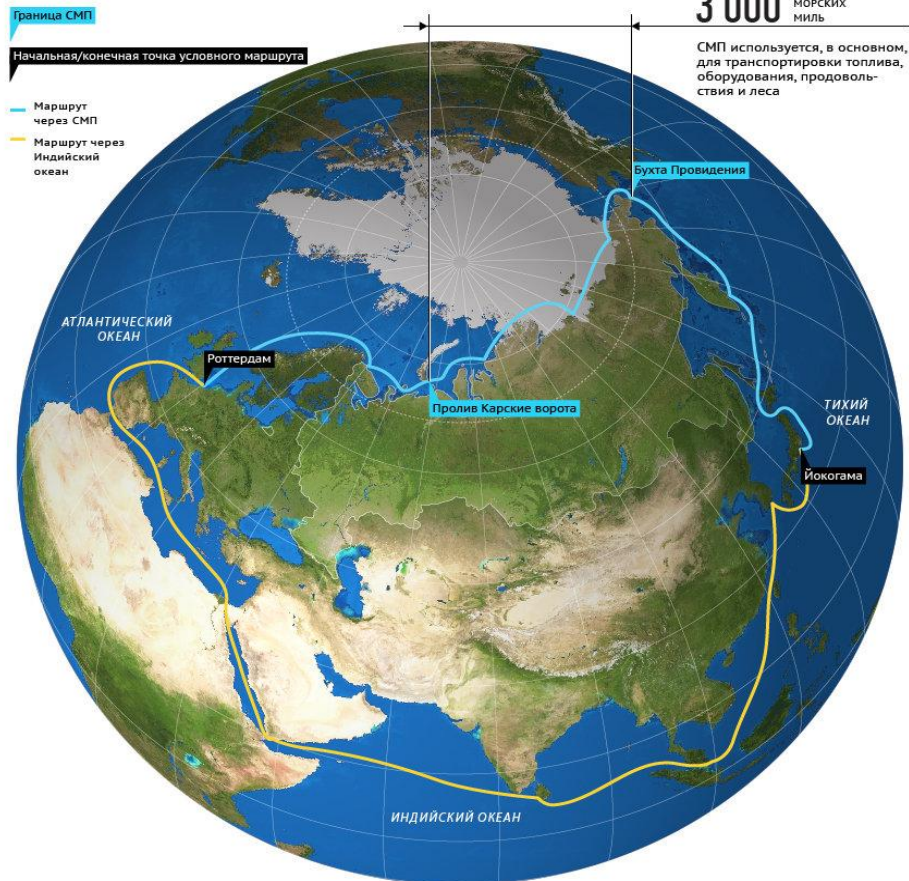 Граница СМП
Начальная/конечная точка условного маршрута
Маршрут
через СМП
Маршрут через
Индийский
океан
3 000 морских
миль
СМП используется, в основном,
для транспортировки топлива,
оборудования, продоволь-
ствия и леса
Бухта Провидения
АТЛАНТИЧЕСКИЙ
ОКЕАН
Роттердам
Пролив Карские ворота
ТИХИЙ
ОКЕАН
Йокогама
ИНДИЙСКИЙ ОКЕАН